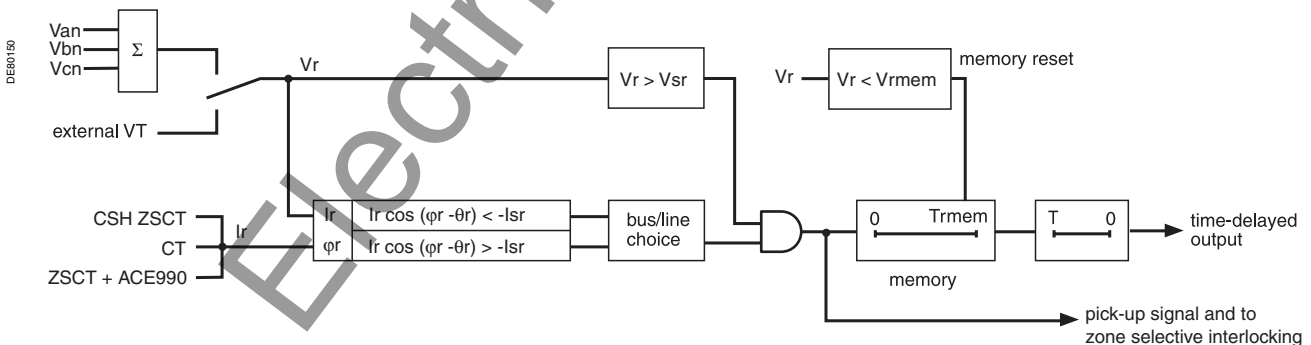 DE80150
Van
Vbn
Vcn
Σ
external VT
Vr
Vr > Vsr
Vr
Vr < Vrmem
memory reset
CSH ZSCT
CT
ZSCT + ACE990
Ir
Ir
φr
Ir cos (φr -θr) < -Isr
Ir cos (φr -θr) > -Isr
bus/line
choice
0 Trmem
memory
T 0
time-delayed
output
pick-up signal and to
zone selective interlocking
Electri